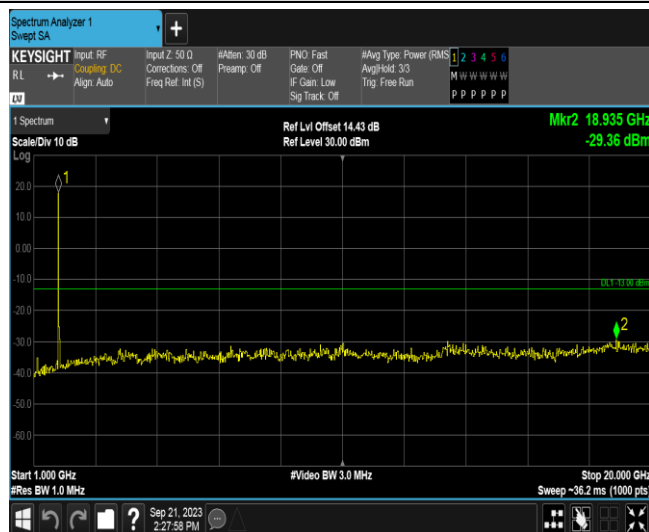 Spectrum Analyzer 1
Swept SA
+
KEYSIGHT Input: RF Input Z: 50 Ω #Atten: 30 dB PNO: Fast #Avg Type: Power (RMS 1 2 3 4 5 6
RL Coupling: DC Corrections: Off Preamp: Off Gate: Off Avg|Hold: 3/3 M W W W W W
Align: Auto Freq Ref: Int (S) IF Gain: Low Trig: Free Run
Sig Track: Off P P P P P P
LXI
1 Spectrum Ref Lvl Offset 14.43 dB Mkr2 18.935 GHz
Scale/Div 10 dB Ref Level 30.00 dBm -29.36 dBm
Log
1
20.0
10.0
0.00
-10.0
DL1 -13.00 dBm
-20.0
2
-30.0
-40.0
-50.0
-60.0
Start 1.000 GHz #Video BW 3.0 MHz Stop 20.000 GHz
#Res BW 1.0 MHz Sweep ~36.2 ms (1000 pts)
? Sep 21, 2023
2:27:58 PM